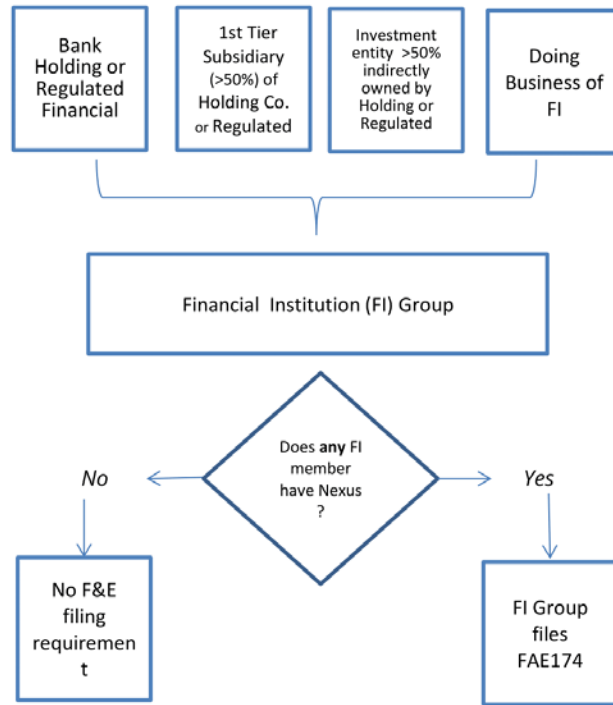 Bank
Holding or
Regulated
Financial
1st Tier
Subsidiary
(>50%) of
Holding Co.
or Regulated
Investment
entity >50%
indirectly
owned by
Holding or
Regulated
Doing
Business of
FI
Financial Institution (FI) Group
Does any FI
member
have Nexus
?
No
Yes
No F&E
filing
requiremen
t
FI Group
files
FAE174